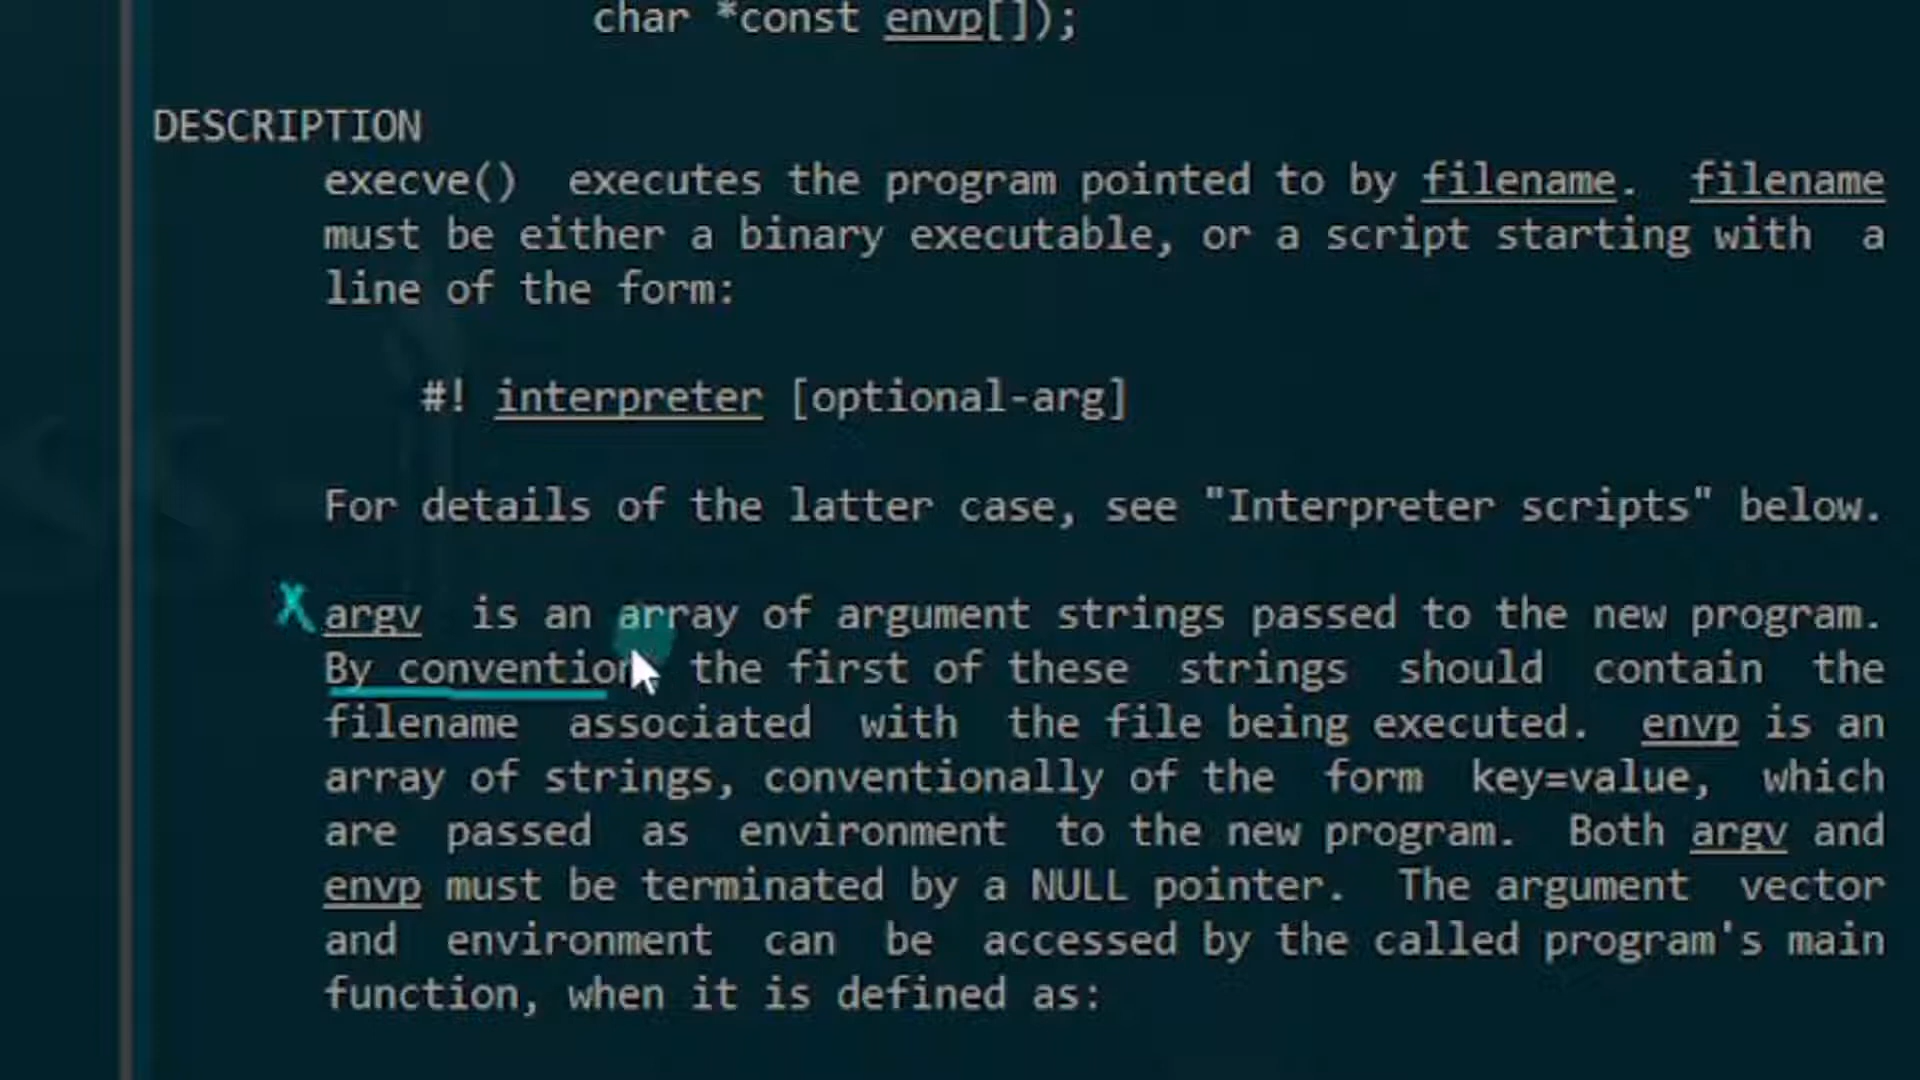 char *const envp[]);
DESCRIPTION
execve() executes the program pointed to by filename. filename
must be either a binary executable, or a script starting with a
line of the form:
#! interpreter [optional-arg]
For details of the latter case, see "Interpreter scripts" below.
argv is an array of argument strings passed to the new program.
By convention the first of these strings should contain the
filename associated with the file being executed. envp is an
array of strings, conventionally of the form key=value, which
are passed as environment to the new program. Both argv and
envp must be terminated by a NULL pointer. The argument vector
and environment can be accessed by the called program's main
function, when it is defined as: